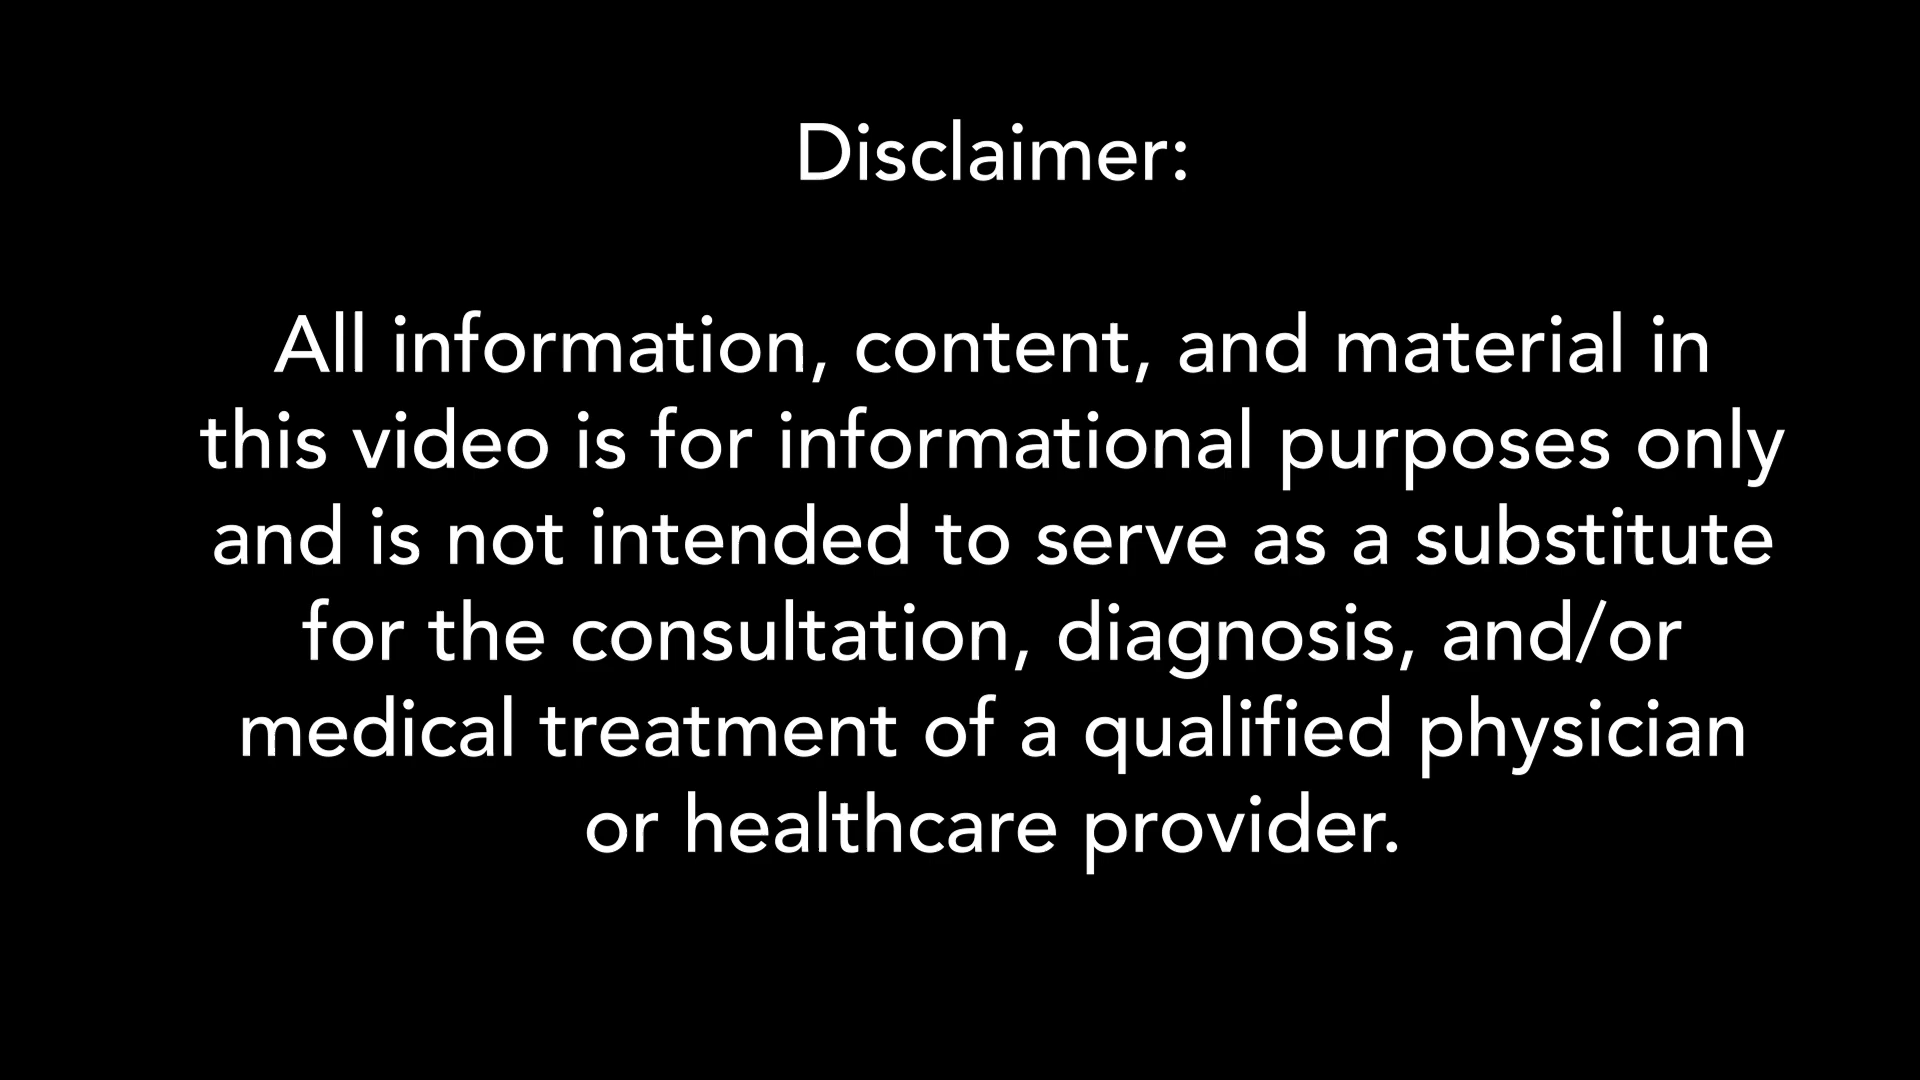 Disclaimer:
All information, content, and material in
this video is for informational purposes only
and is not intended to serve as a substitute
for the consultation, diagnosis, and/or
medical treatment of a qualified physician
or healthcare provider.